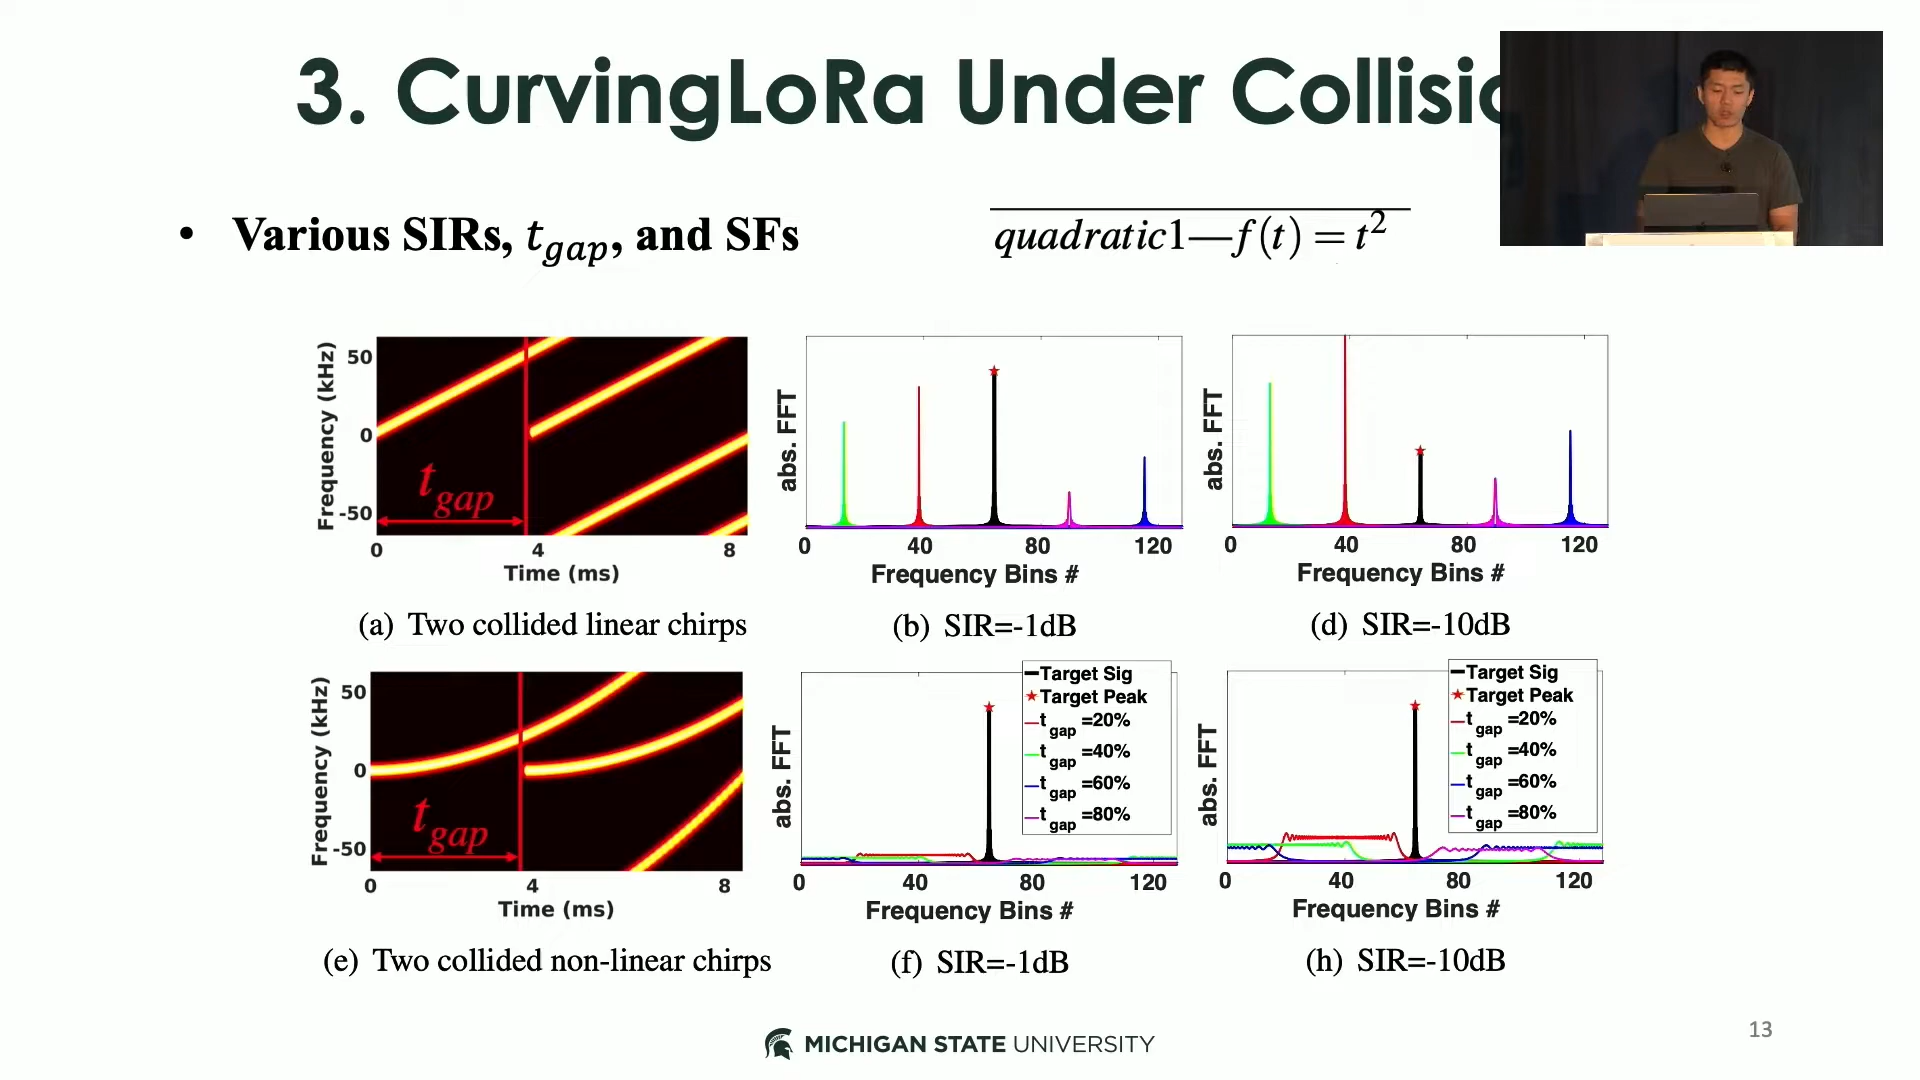 3. CurvingLoRa Under Collisio
• Various SIRs, t_gap, and SFs
quadratic1—f(t) = t²
Frequency (kHz)
50
0
-50
t_gap
0 4 8
Time (ms)
(a) Two collided linear chirps
abs. FFT
0 40 80 120
Frequency Bins #
(b) SIR=-1dB
abs. FFT
0 40 80 120
Frequency Bins #
(d) SIR=-10dB
Frequency (kHz)
50
0
-50
t_gap
0 4 8
Time (ms)
(e) Two collided non-linear chirps
abs. FFT
Target Sig
Target Peak
t_gap =20%
t_gap =40%
t_gap =60%
t_gap =80%
0 40 80 120
Frequency Bins #
(f) SIR=-1dB
abs. FFT
Target Sig
Target Peak
t_gap =20%
t_gap =40%
t_gap =60%
t_gap =80%
0 40 80 120
Frequency Bins #
(h) SIR=-10dB
MICHIGAN STATE UNIVERSITY
13